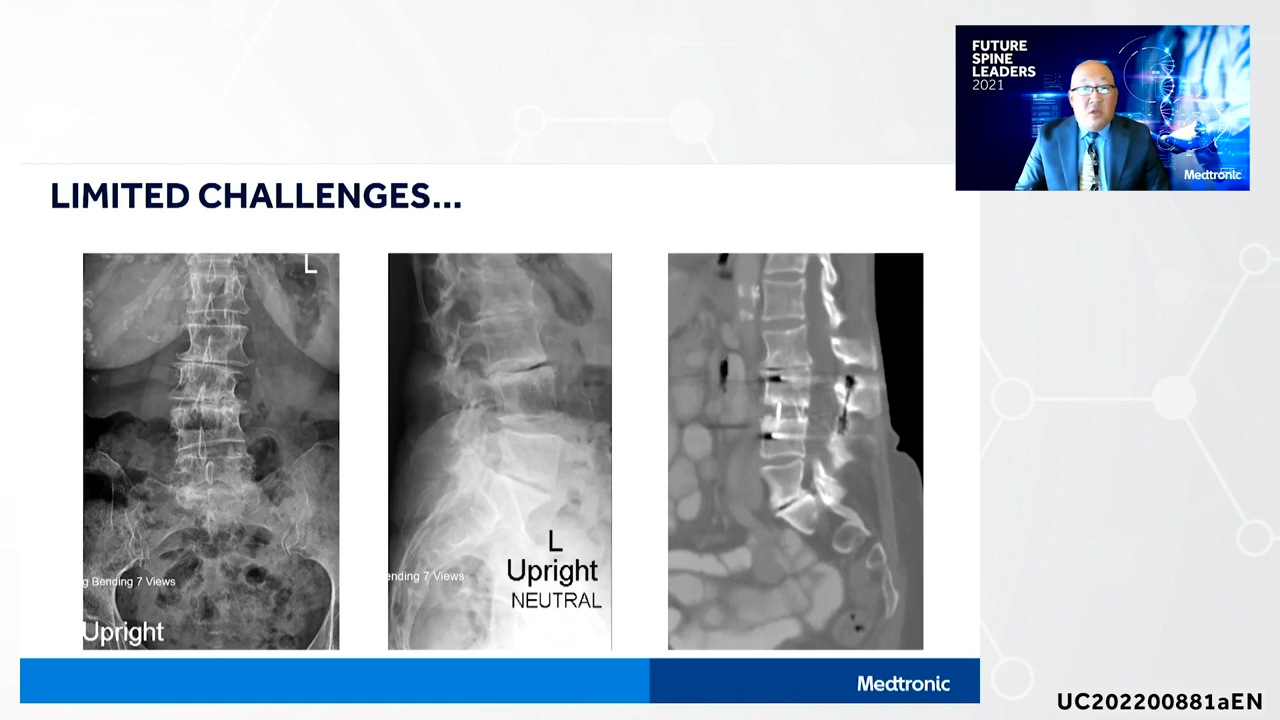 FUTURE
SPINE
LEADERS
2021
Medtronic
LIMITED CHALLENGES...
L
g Bending 7 Views
Upright
ending 7 Views
L
Upright
NEUTRAL
Medtronic
UC202200881aEN